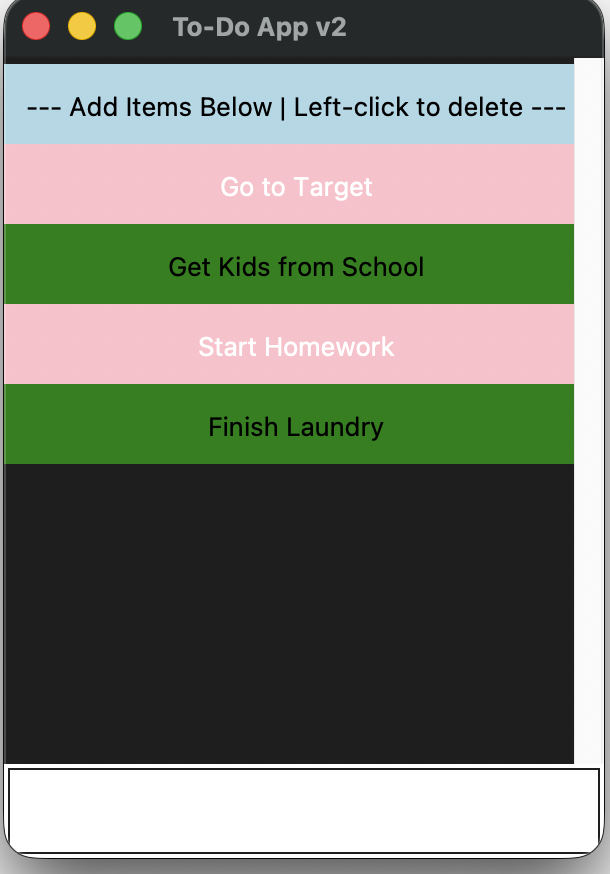 To-Do App v2
--- Add Items Below | Left-click to delete ---
Go to Target
Get Kids from School
Start Homework
Finish Laundry